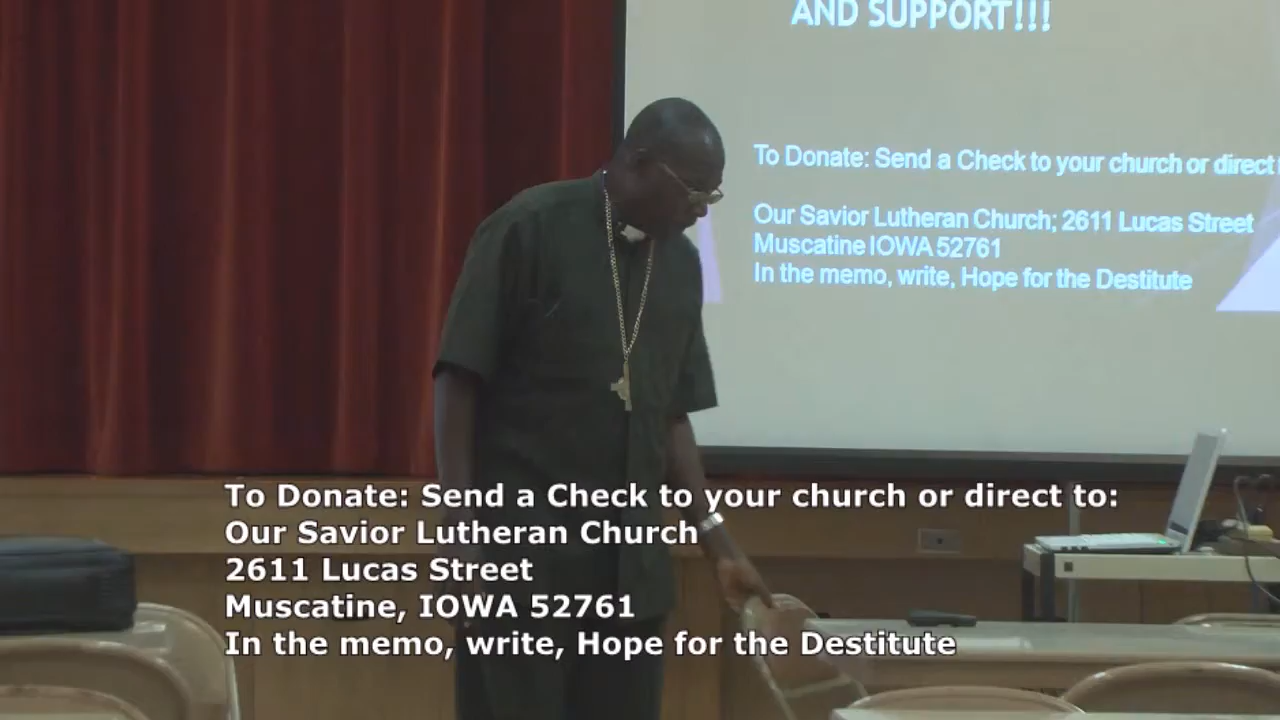 AND SUPPORT!!!
To Donate: Send a Check to your church or direct
Our Savior Lutheran Church; 2611 Lucas Street
Muscatine IOWA 52761
In the memo, write, Hope for the Destitute
To Donate: Send a Check to your church or direct to:
Our Savior Lutheran Church
2611 Lucas Street
Muscatine, IOWA 52761
In the memo, write, Hope for the Destitute